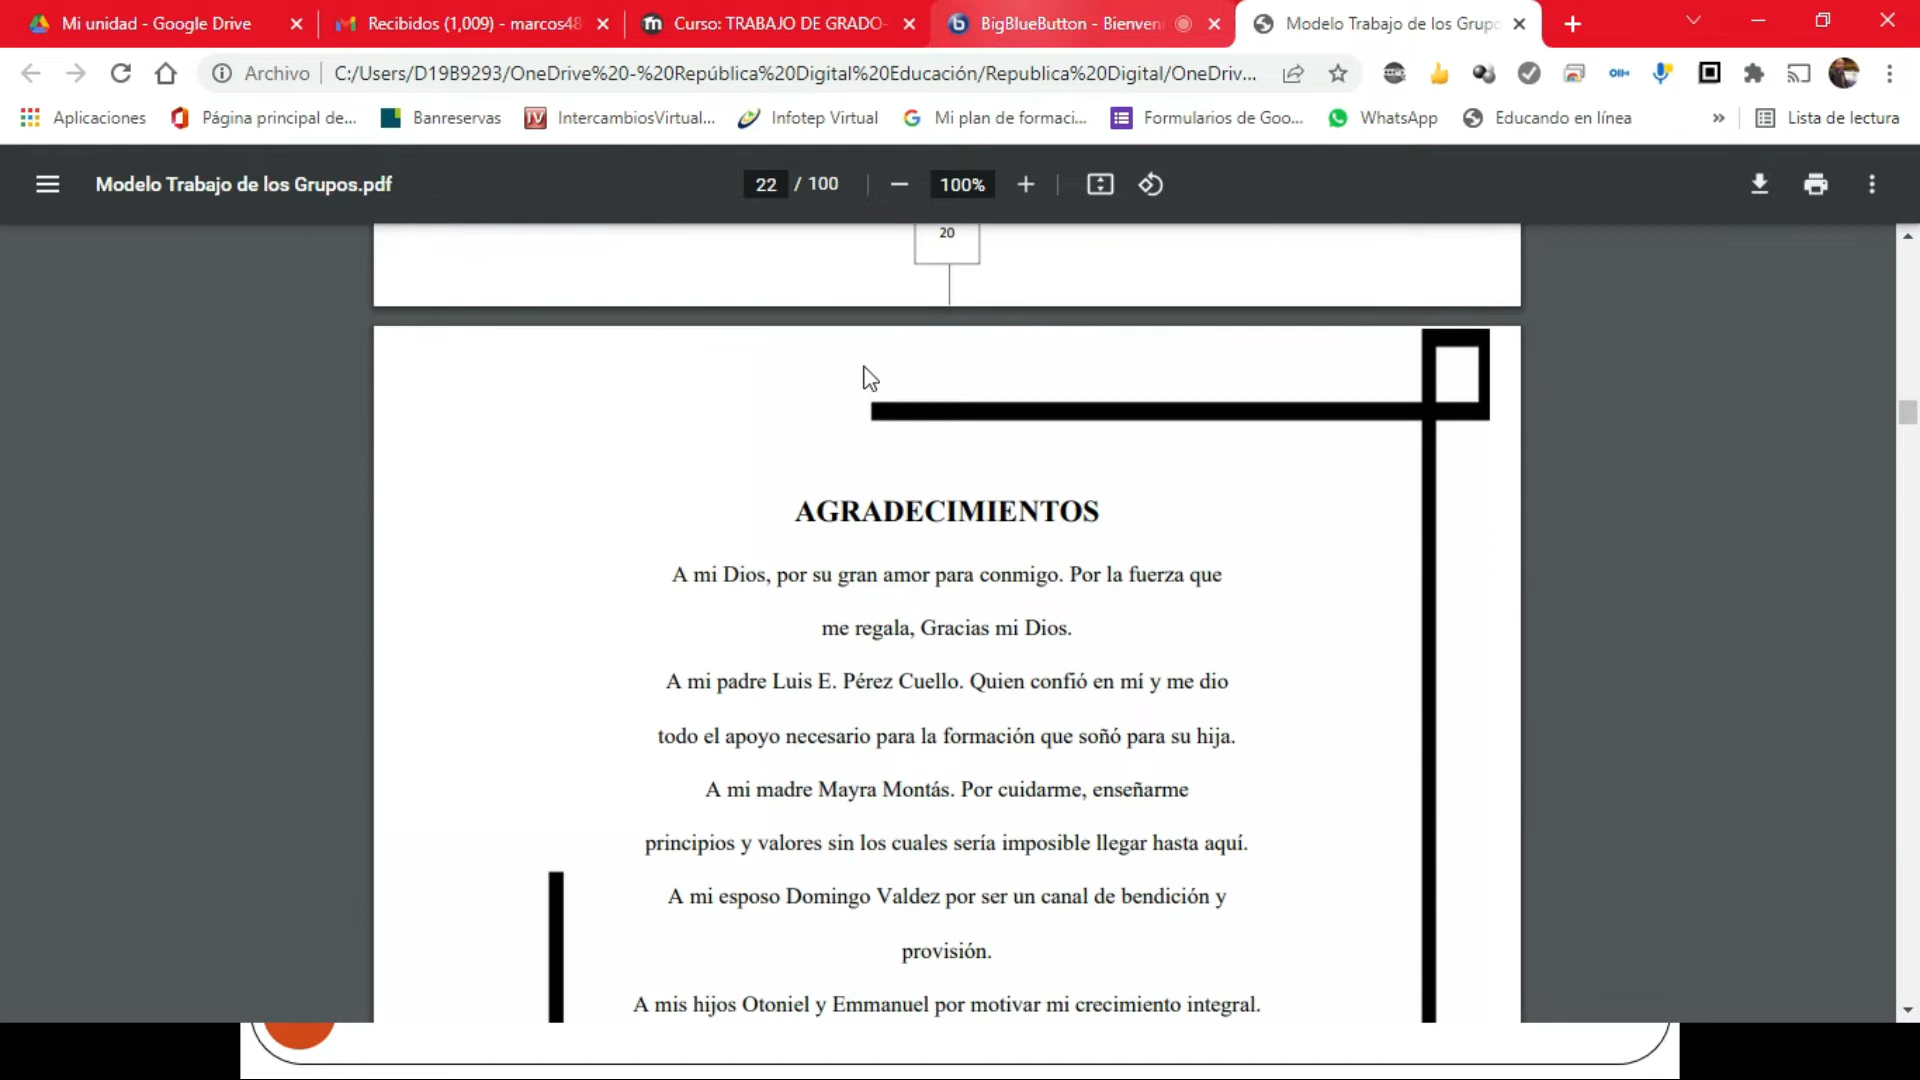 Mi unidad - Google Drive
Recibidos (1,009) - marcos48
Curso: TRABAJO DE GRADO-
BigBlueButton - Bienven
Modelo Trabajo de los Grupos
Archivo
C:/Users/D19B9293/OneDrive%20-%20República%20Digital%20Educación/Republica%20Digital/OneDriv...
Aplicaciones
Página principal de...
Banreservas
IntercambiosVirtual...
Infotep Virtual
Mi plan de formaci...
Formularios de Goo...
WhatsApp
Educando en línea
»
Lista de lectura
Modelo Trabajo de los Grupos.pdf
22 / 100
100%
20
AGRADECIMIENTOS
A mi Dios, por su gran amor para conmigo. Por la fuerza que
me regala, Gracias mi Dios.
A mi padre Luis E. Pérez Cuello. Quien confió en mí y me dio
todo el apoyo necesario para la formación que soñó para su hija.
A mi madre Mayra Montás. Por cuidarme, enseñarme
principios y valores sin los cuales sería imposible llegar hasta aquí.
A mi esposo Domingo Valdez por ser un canal de bendición y
provisión.
A mis hijos Otoniel y Emmanuel por motivar mi crecimiento integral.